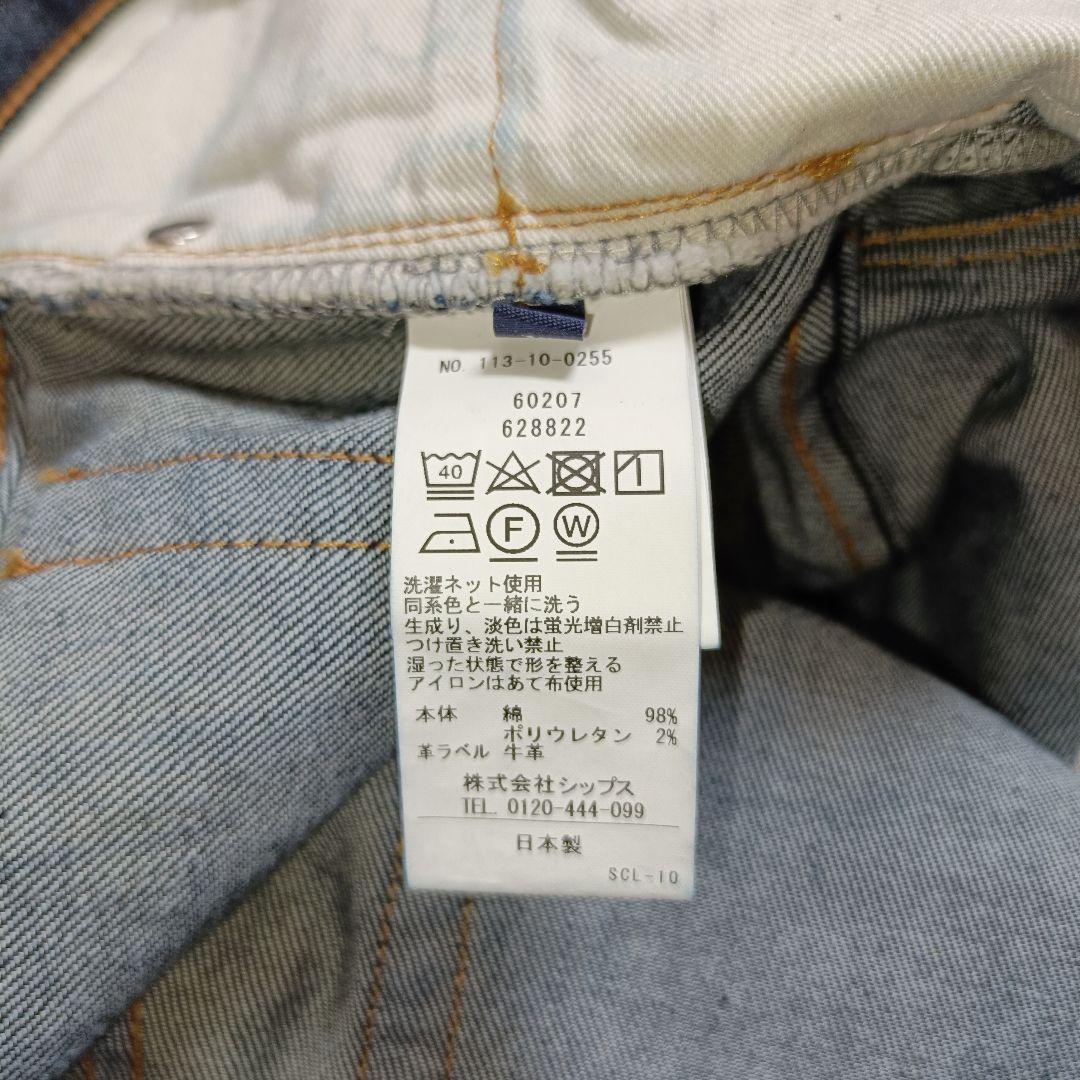 NO. 113-10-0255
60207
628822
40
F W
洗濯ネット使用
同系色と一緒に洗う
生成り、淡色は蛍光増白剤禁止
つけ置き洗い禁止
湿った状態で形を整える
アイロンはあて布使用
本体 綿 98%
ポリウレタン 2%
革ラベル 牛革
株式会社シップス
TEL. 0120-444-099
日本製
SCL-10